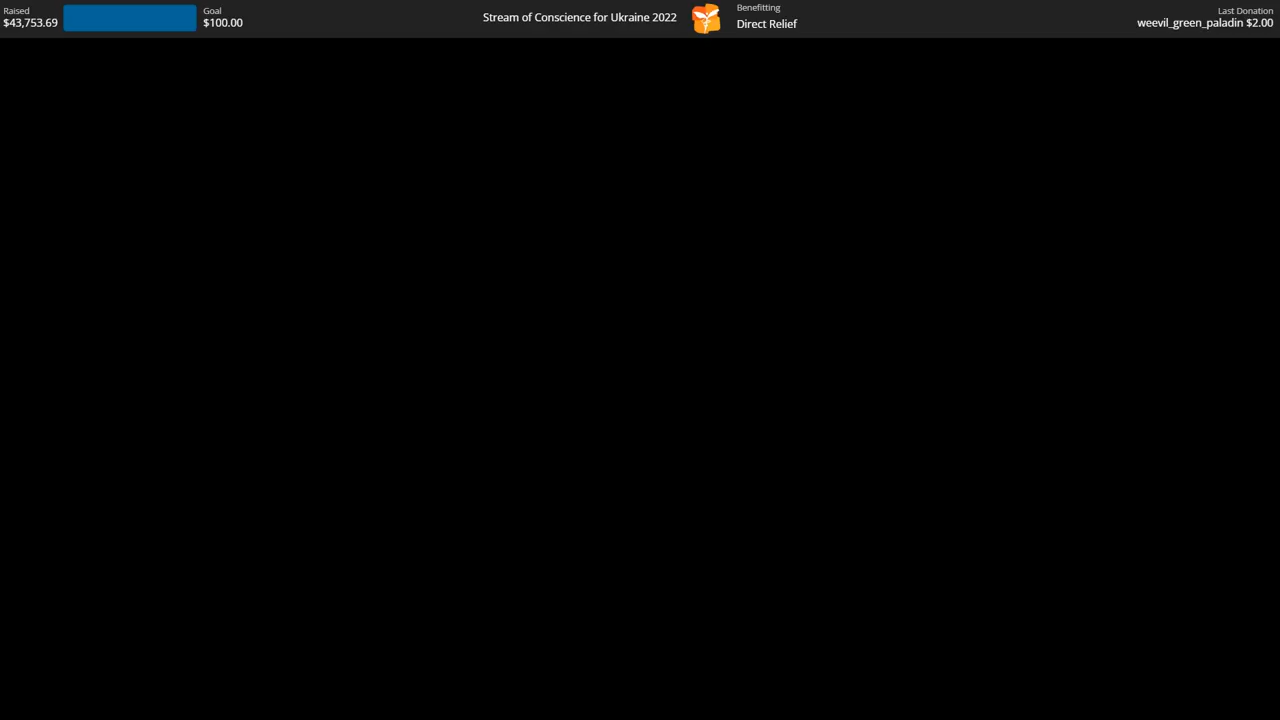 Raised
$43,753.69
Goal
$100.00
Stream of Conscience for Ukraine 2022
Benefitting
Direct Relief
Last Donation
weevil_green_paladin $2.00